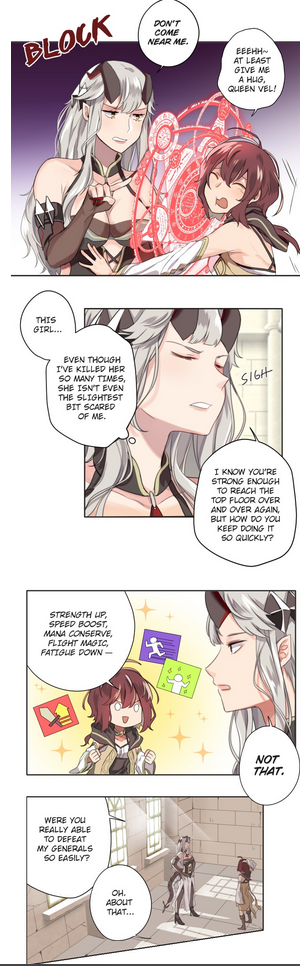 BLOCK
DON'T
COME
NEAR ME.
EEEHH~
AT LEAST
GIVE ME
A HUG,
QUEEN VEL!
THIS
GIRL...
EVEN THOUGH
I'VE KILLED HER
SO MANY TIMES,
SHE ISN'T EVEN
THE SLIGHTEST
BIT SCARED
OF ME.
SIGH
I KNOW YOU'RE
STRONG ENOUGH
TO REACH THE
TOP FLOOR OVER
AND OVER AGAIN,
BUT HOW DO YOU
KEEP DOING IT
SO QUICKLY?
STRENGTH UP,
SPEED BOOST,
MANA CONSERVE,
FLIGHT MAGIC,
FATIGUE DOWN —
NOT
THAT.
WERE YOU
REALLY ABLE
TO DEFEAT
MY GENERALS
SO EASILY?
OH.
ABOUT
THAT...